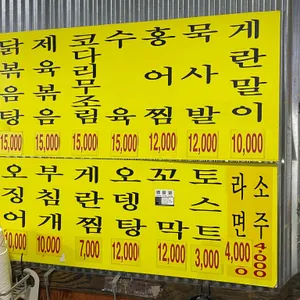 닭볶음탕 15,000
제육볶음 15,000
코다리무조림 15,000
수육 15,000
홍어찜 12,000
묵사발 12,000
계란말이 10,000
오징어
부침개 10,000
계란찜 7,000
오뎅탕 12,000
꼬막 12,000
토스트 3,000
라면 4,000
소주 4,000